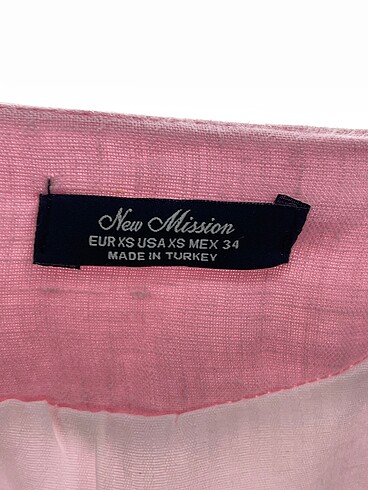 New Mission
EUR XS USA XS MEX 34
MADE IN TURKEY